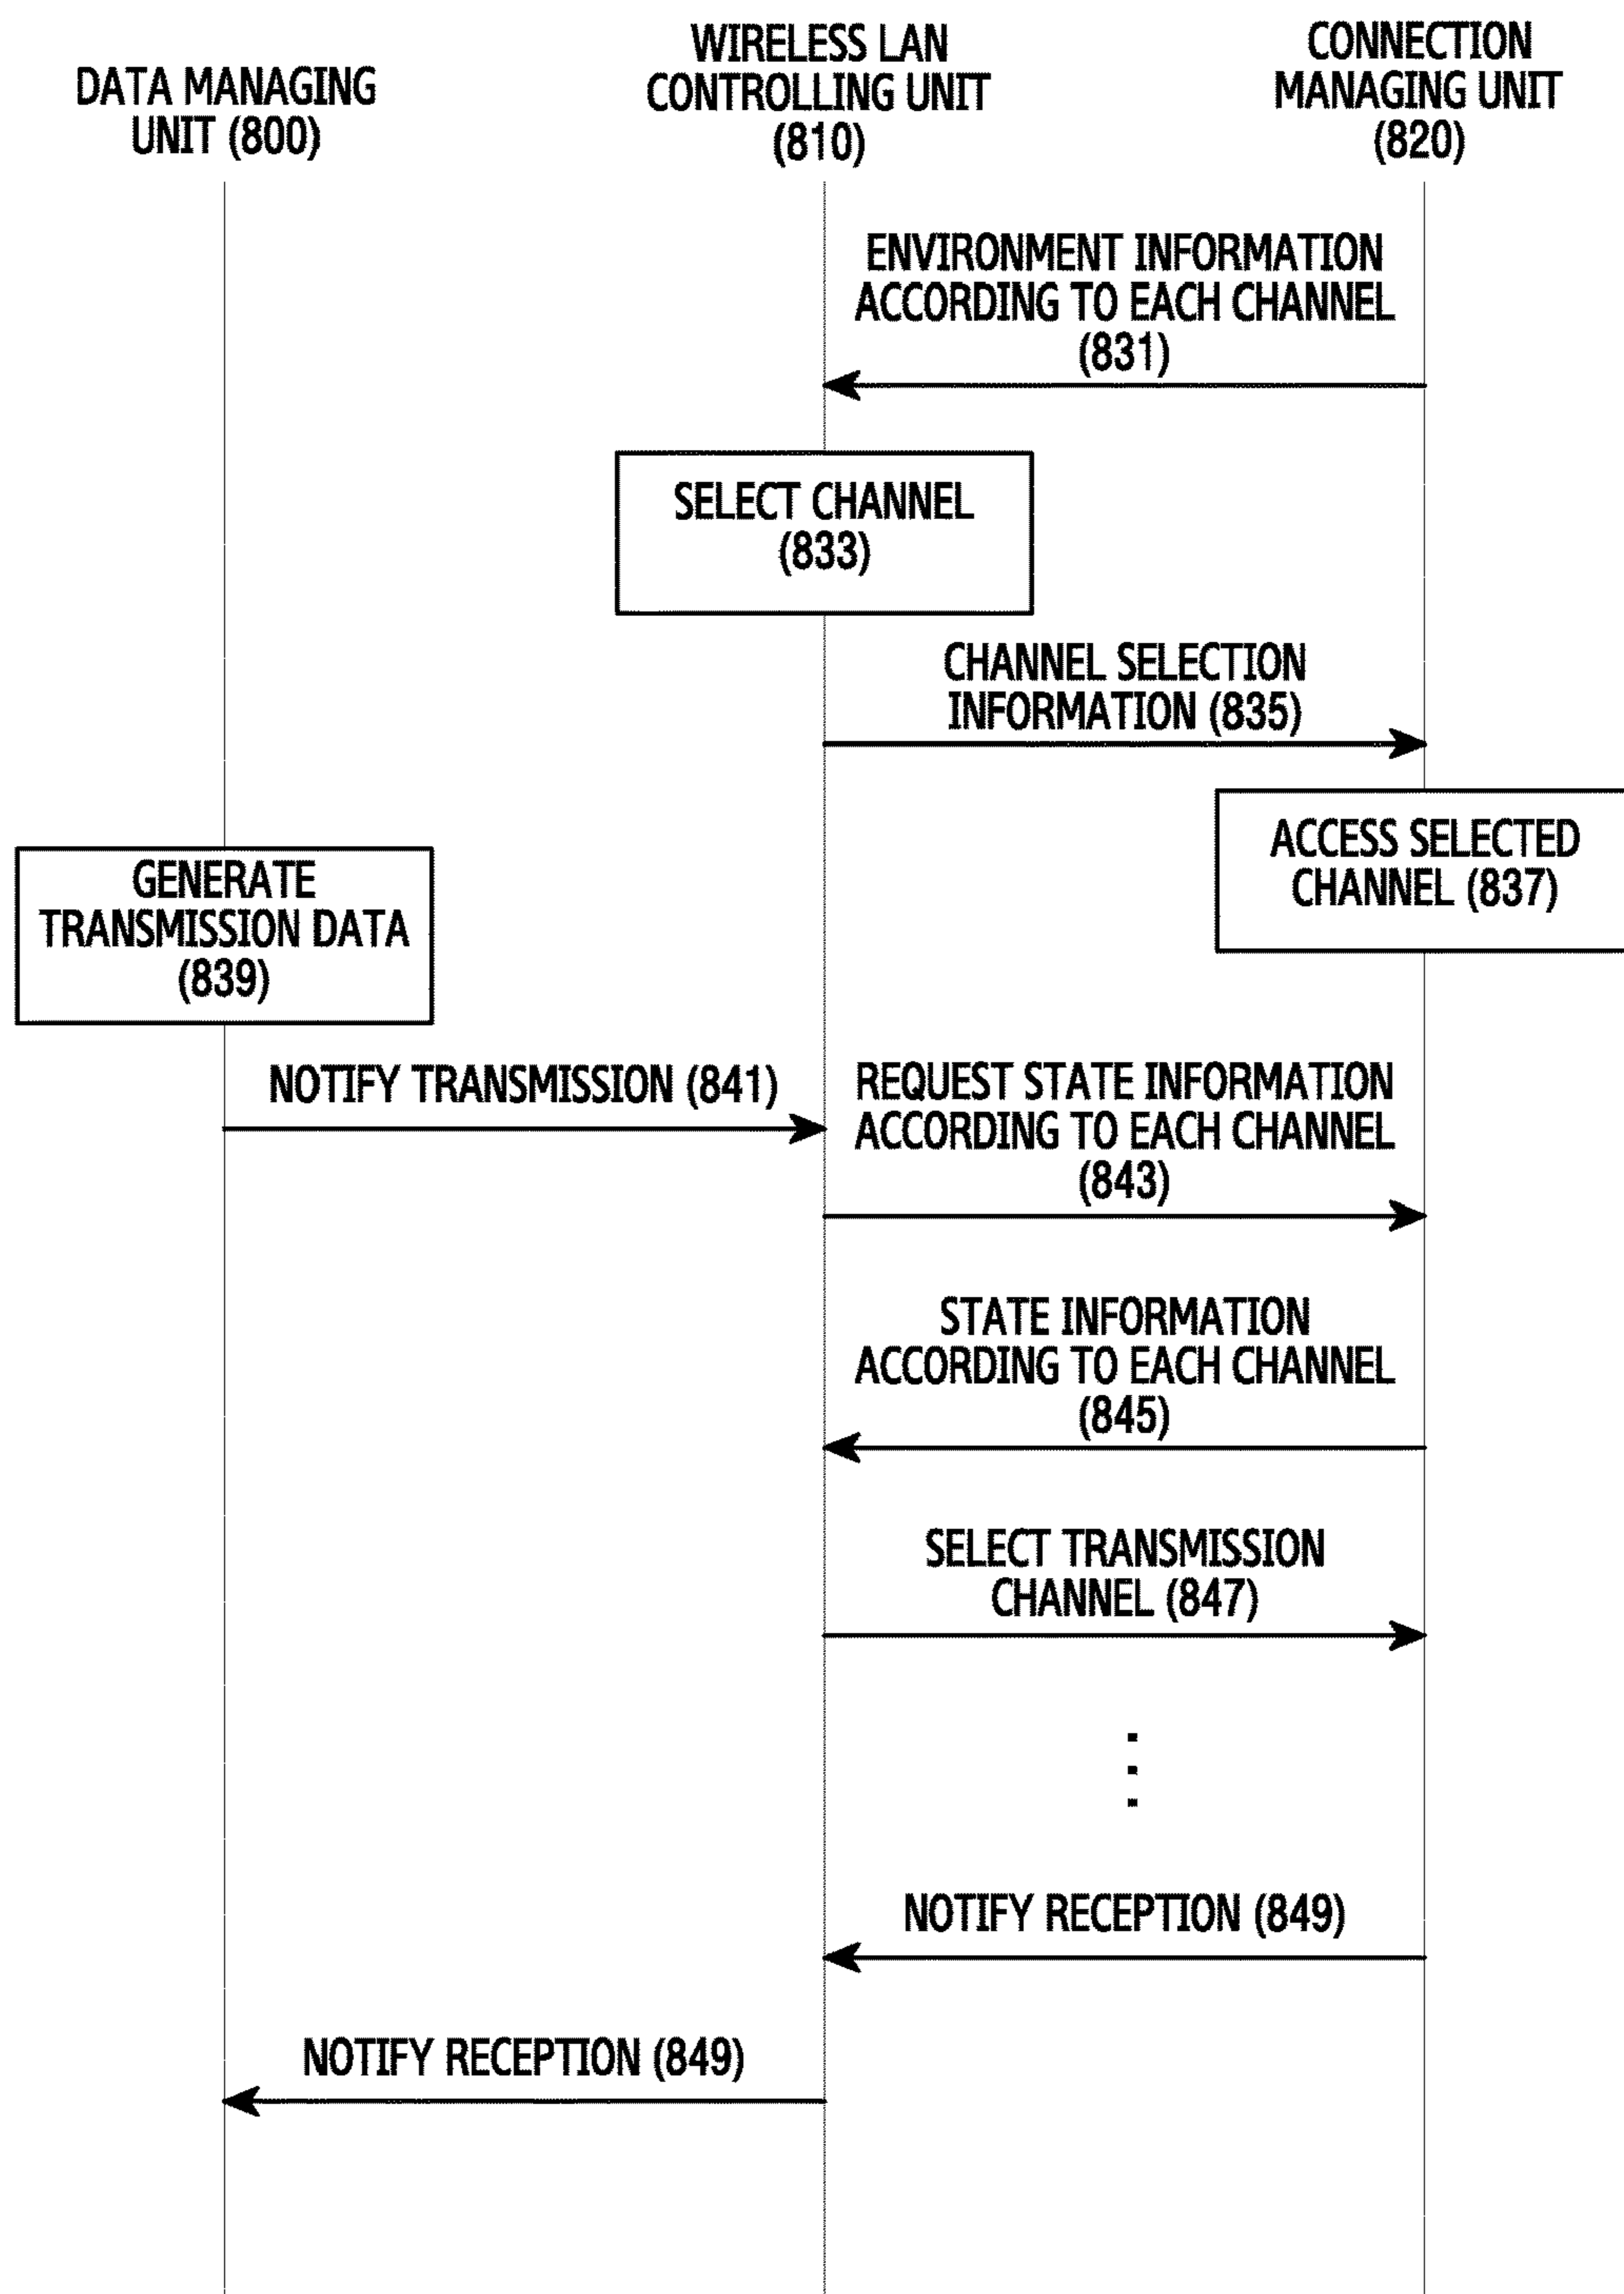 DATA MANAGING
UNIT (800)
WIRELESS LAN
CONTROLLING UNIT
(810)
CONNECTION
MANAGING UNIT
(820)
ENVIRONMENT INFORMATION
ACCORDING TO EACH CHANNEL
(831)
SELECT CHANNEL
(833)
CHANNEL SELECTION
INFORMATION (835)
ACCESS SELECTED
CHANNEL (837)
GENERATE
TRANSMISSION DATA
(839)
NOTIFY TRANSMISSION (841)
REQUEST STATE INFORMATION
ACCORDING TO EACH CHANNEL
(843)
STATE INFORMATION
ACCORDING TO EACH CHANNEL
(845)
SELECT TRANSMISSION
CHANNEL (847)
NOTIFY RECEPTION (849)
NOTIFY RECEPTION (849)